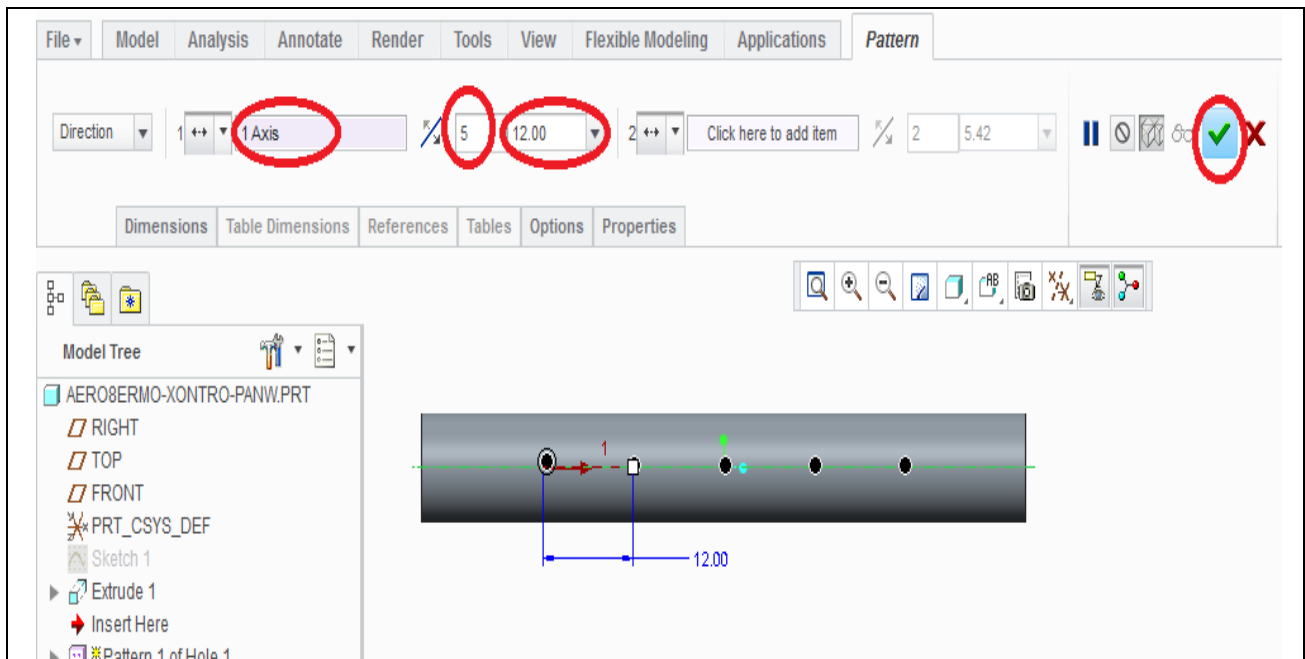 File Model Analysis Annotate Render Tools View Flexible Modeling Applications Pattern
Direction 1 1 Axis 5 12.00 2 Click here to add item 2 5.42
Dimensions Table Dimensions References Tables Options Properties
Model Tree
AERO8ERMO-XONTRO-PANW.PRT
RIGHT
TOP
FRONT
PRT_CSYS_DEF
Sketch 1
Extrude 1
Insert Here
Pattern 1 of Hole 1
1
12.00